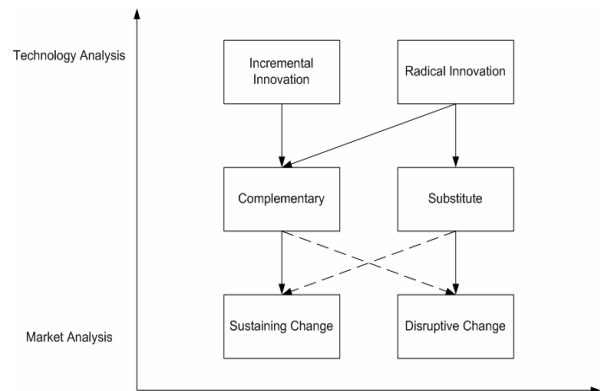 Technology Analysis
Incremental
Innovation
Radical Innovation
Complementary
Substitute
Sustaining Change
Disruptive Change
Market Analysis